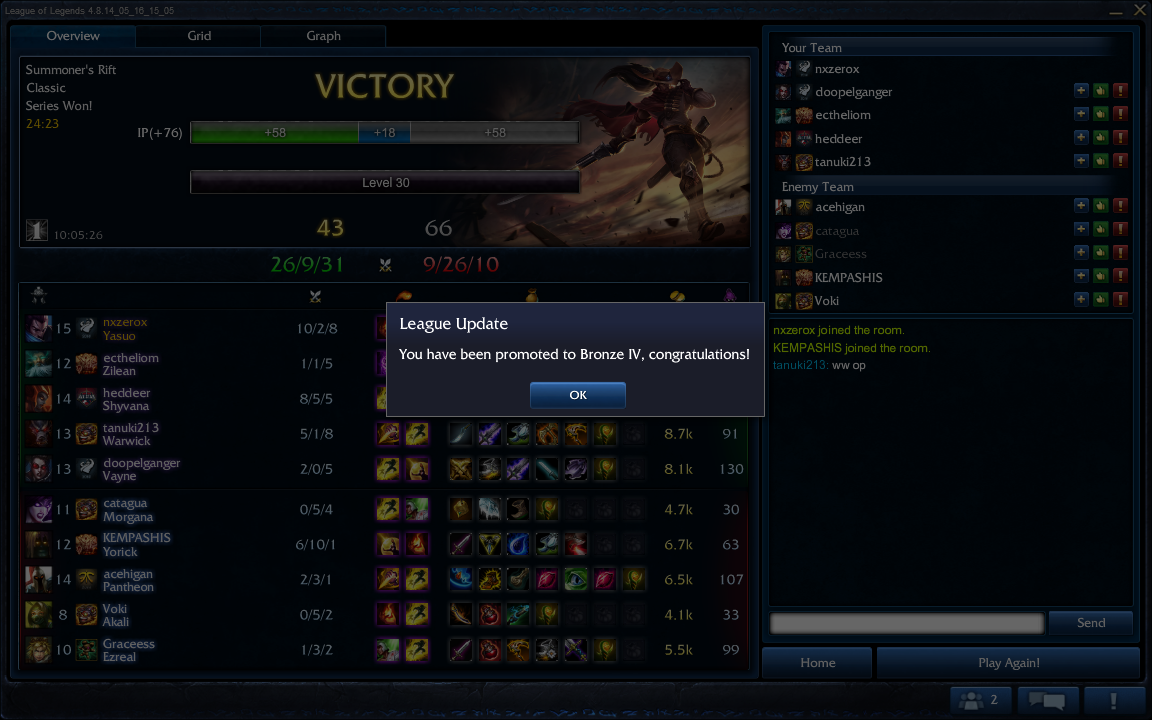 League of Legends 4.8.14_05_16_15_05
Overview Grid Graph
Summoner's Rift
Classic
Series Won!
24:23
VICTORY
IP(+76) +58 +18 +58
Level 30
10:05:26
43 66
26/9/31 9/26/10
15 nxzerox Yasuo 10/2/8
12 ectheliom Zilean 1/1/5
14 heddeer Shyvana 8/5/5
13 tanuki213 Warwick 5/1/8 8.7k 91
13 doopelganger Vayne 2/0/5 8.1k 130
11 catagua Morgana 0/5/4 4.7k 30
12 KEMPASHIS Yorick 6/10/1 6.7k 63
14 acehigan Pantheon 2/3/1 6.5k 107
8 Voki Akali 0/5/2 4.1k 33
10 Graceess Ezreal 1/3/2 5.5k 99
League Update
You have been promoted to Bronze IV, congratulations!
OK
Your Team
nxzerox
doopelganger
ectheliom
heddeer
tanuki213
Enemy Team
acehigan
catagua
Graceess
KEMPASHIS
Voki
nxzerox joined the room.
KEMPASHIS joined the room.
tanuki213: ww op
Send
Home Play Again!
2